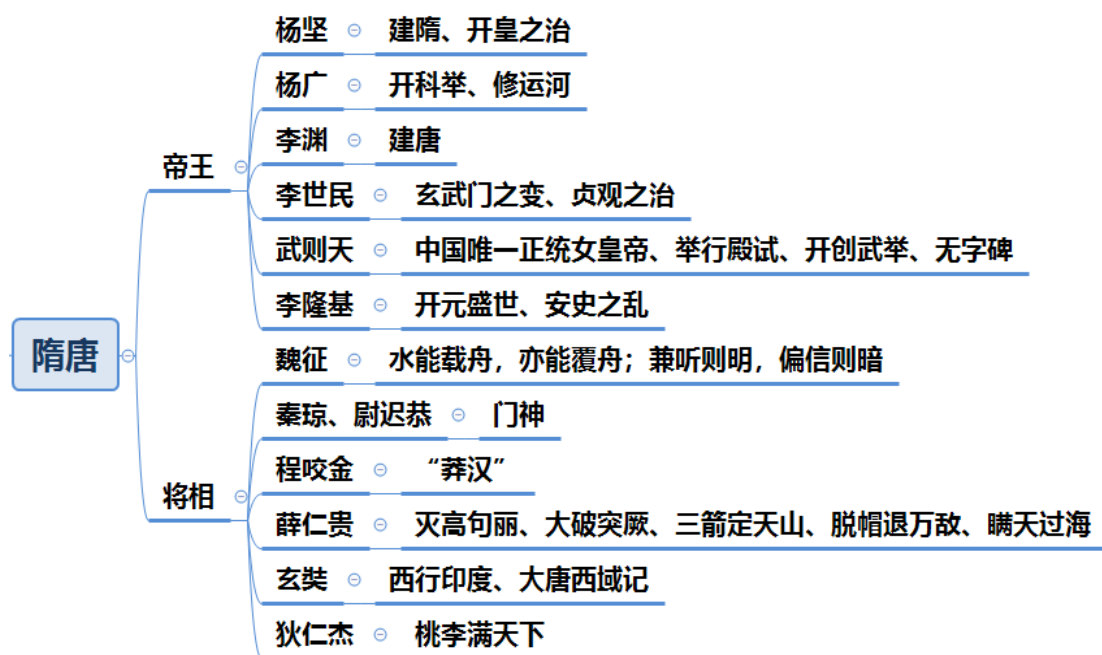 杨坚 建隋、开皇之治
杨广 开科举、修运河
李渊 建唐
帝王
李世民 玄武门之变、贞观之治
武则天 中国唯一正统女皇帝、举行殿试、开创武举、无字碑
李隆基 开元盛世、安史之乱
隋唐
魏征 水能载舟，亦能覆舟；兼听则明，偏信则暗
秦琼、尉迟恭 门神
程咬金 “莽汉”
将相
薛仁贵 灭高句丽、大破突厥、三箭定天山、脱帽退万敌、瞒天过海
玄奘 西行印度、大唐西域记
狄仁杰 桃李满天下